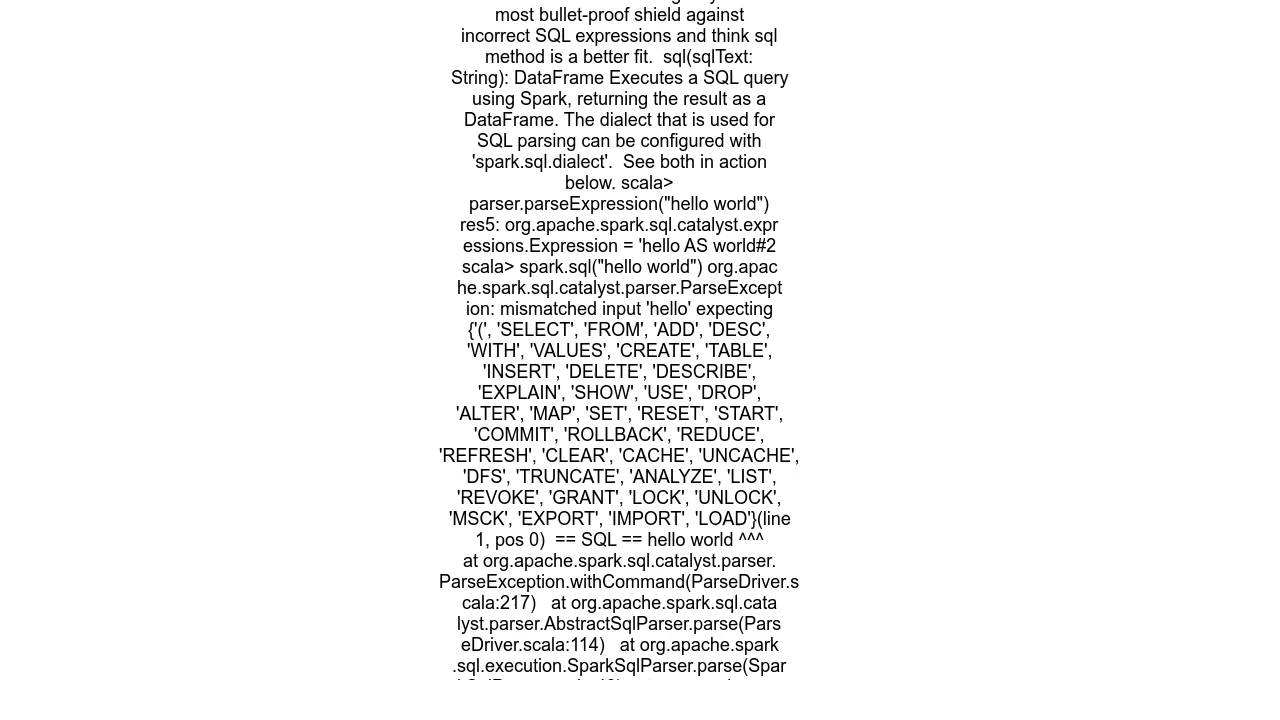 most bullet-proof shield against
incorrect SQL expressions and think sql
method is a better fit.  sql(sqlText:
String): DataFrame Executes a SQL query
using Spark, returning the result as a
DataFrame. The dialect that is used for
SQL parsing can be configured with
'spark.sql.dialect'.  See both in action
below. scala>
parser.parseExpression("hello world")
res5: org.apache.spark.sql.catalyst.expr
essions.Expression = 'hello AS world#2
scala> spark.sql("hello world") org.apac
he.spark.sql.catalyst.parser.ParseExcept
ion: mismatched input 'hello' expecting
{'(', 'SELECT', 'FROM', 'ADD', 'DESC',
'WITH', 'VALUES', 'CREATE', 'TABLE',
'INSERT', 'DELETE', 'DESCRIBE',
'EXPLAIN', 'SHOW', 'USE', 'DROP',
'ALTER', 'MAP', 'SET', 'RESET', 'START',
'COMMIT', 'ROLLBACK', 'REDUCE',
'REFRESH', 'CLEAR', 'CACHE', 'UNCACHE',
'DFS', 'TRUNCATE', 'ANALYZE', 'LIST',
'REVOKE', 'GRANT', 'LOCK', 'UNLOCK',
'MSCK', 'EXPORT', 'IMPORT', 'LOAD'}(line
1, pos 0)  == SQL == hello world ^^^
at org.apache.spark.sql.catalyst.parser.
ParseException.withCommand(ParseDriver.s
cala:217)   at org.apache.spark.sql.cata
lyst.parser.AbstractSqlParser.parse(Pars
eDriver.scala:114)   at org.apache.spark
.sql.execution.SparkSqlParser.parse(Spar